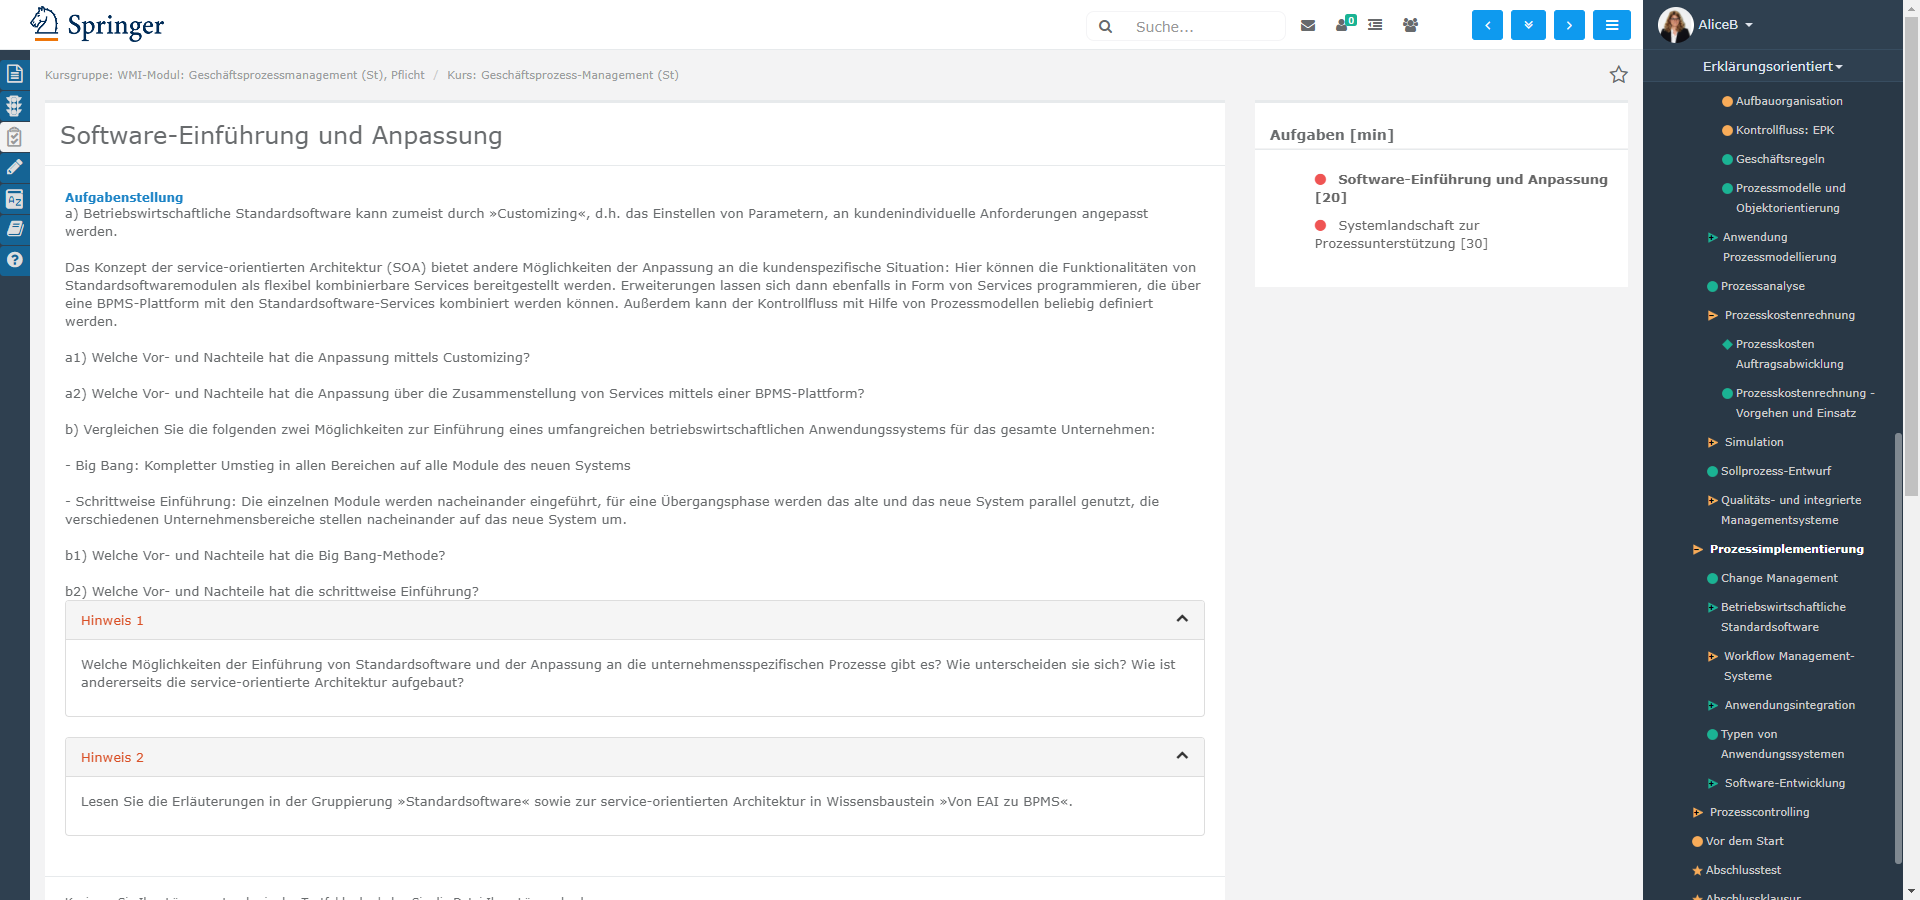 Springer
Suche...
0
AliceB
Kursgruppe: WMI-Modul: Geschäftsprozessmanagement (St), Pflicht / Kurs: Geschäftsprozess-Management (St)
Software-Einführung und Anpassung
Aufgabenstellung
a) Betriebswirtschaftliche Standardsoftware kann zumeist durch »Customizing«, d.h. das Einstellen von Parametern, an kundenindividuelle Anforderungen angepasst
werden.
Das Konzept der service-orientierten Architektur (SOA) bietet andere Möglichkeiten der Anpassung an die kundenspezifische Situation: Hier können die Funktionalitäten von
Standardsoftwaremodulen als flexibel kombinierbare Services bereitgestellt werden. Erweiterungen lassen sich dann ebenfalls in Form von Services programmieren, die über
eine BPMS-Plattform mit den Standardsoftware-Services kombiniert werden können. Außerdem kann der Kontrollfluss mit Hilfe von Prozessmodellen beliebig definiert
werden.
a1) Welche Vor- und Nachteile hat die Anpassung mittels Customizing?
a2) Welche Vor- und Nachteile hat die Anpassung über die Zusammenstellung von Services mittels einer BPMS-Plattform?
b) Vergleichen Sie die folgenden zwei Möglichkeiten zur Einführung eines umfangreichen betriebswirtschaftlichen Anwendungssystems für das gesamte Unternehmen:
- Big Bang: Kompletter Umstieg in allen Bereichen auf alle Module des neuen Systems
- Schrittweise Einführung: Die einzelnen Module werden nacheinander eingeführt, für eine Übergangsphase werden das alte und das neue System parallel genutzt, die
verschiedenen Unternehmensbereiche stellen nacheinander auf das neue System um.
b1) Welche Vor- und Nachteile hat die Big Bang-Methode?
b2) Welche Vor- und Nachteile hat die schrittweise Einführung?
Hinweis 1
Welche Möglichkeiten der Einführung von Standardsoftware und der Anpassung an die unternehmensspezifischen Prozesse gibt es? Wie unterscheiden sie sich? Wie ist
andererseits die service-orientierte Architektur aufgebaut?
Hinweis 2
Lesen Sie die Erläuterungen in der Gruppierung »Standardsoftware« sowie zur service-orientierten Architektur in Wissensbaustein »Von EAI zu BPMS«.
Aufgaben [min]
Software-Einführung und Anpassung
[20]
Systemlandschaft zur
Prozessunterstützung [30]
Erklärungsorientiert
Aufbauorganisation
Kontrollfluss: EPK
Geschäftsregeln
Prozessmodelle und
Objektorientierung
Anwendung
Prozessmodellierung
Prozessanalyse
Prozesskostenrechnung
Prozesskosten
Auftragsabwicklung
Prozesskostenrechnung -
Vorgehen und Einsatz
Simulation
Sollprozess-Entwurf
Qualitäts- und integrierte
Managementsysteme
Prozessimplementierung
Change Management
Betriebswirtschaftliche
Standardsoftware
Workflow Management-
Systeme
Anwendungsintegration
Typen von
Anwendungssystemen
Software-Entwicklung
Prozesscontrolling
Vor dem Start
Abschlusstest
Abschlussklausur